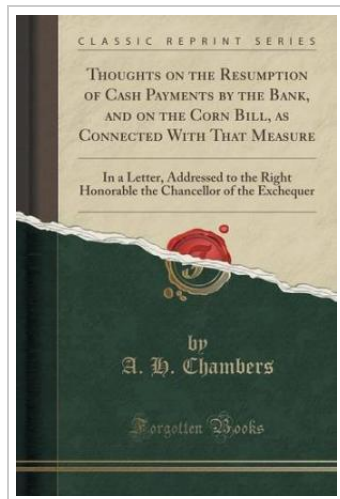 CLASSIC REPRINT SERIES
THOUGHTS ON THE RESUMPTION
OF CASH PAYMENTS BY THE BANK,
AND ON THE CORN BILL, AS
CONNECTED WITH THAT MEASURE
In a Letter, Addressed to the Right
Honorable the Chancellor of the Exchequer
by
A. H. Chambers
Forgotten Books